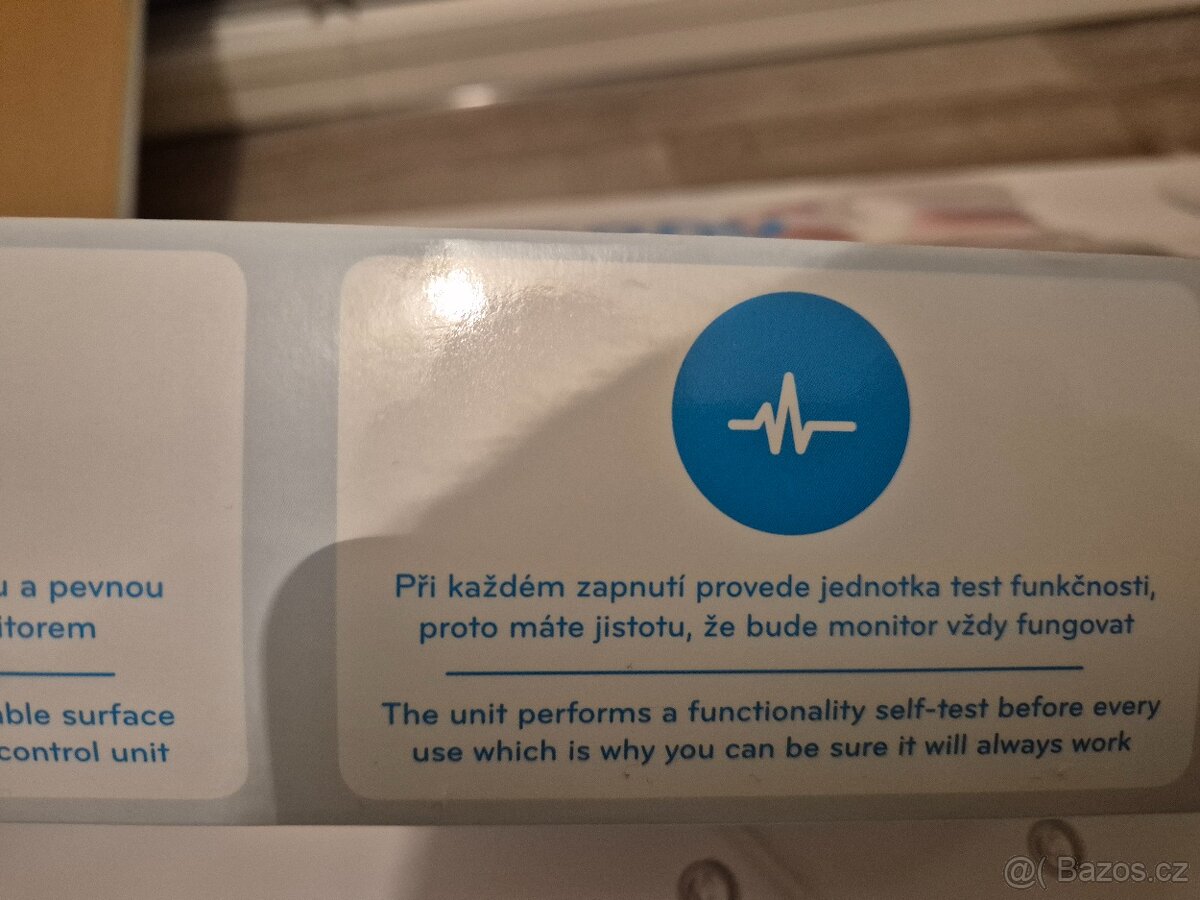 a pevnou
ble surface
control unit
Při každém zapnutí provede jednotka test funkčnosti,
proto máte jistotu, že bude monitor vždy fungovat
The unit performs a functionality self-test before every
use which is why you can be sure it will always work
@( Bazos.cz